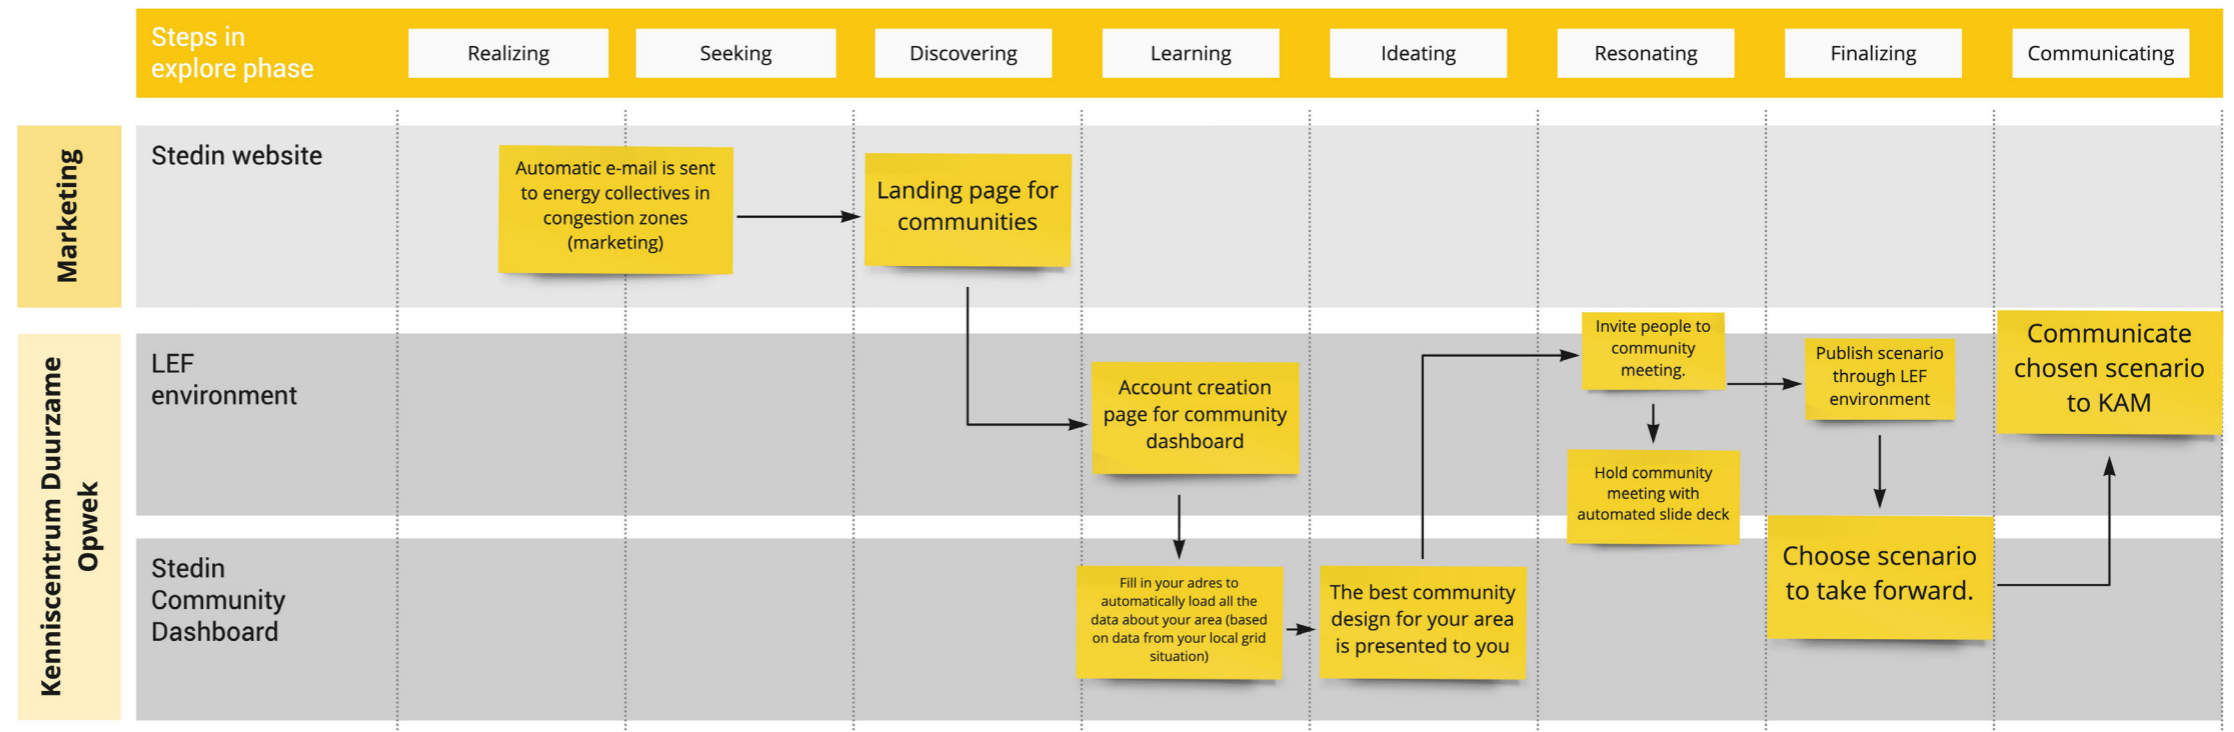 Steps in
explore phase
Realizing
Seeking
Discovering
Learning
Ideating
Resonating
Finalizing
Communicating
Marketing
Stedin website
Automatic e-mail is sent
to energy collectives in
congestion zones
(marketing)
Landing page for
communities
Kenniscentrum Duurzame
Opwek
LEF
environment
Account creation
page for community
dashboard
Invite people to
community
meeting.
Hold community
meeting with
automated slide deck
Publish scenario
through LEF
environment
Communicate
chosen scenario
to KAM
Stedin
Community
Dashboard
Fill in your adres to
automatically load all the
data about your area (based
on data from your local grid
situation)
The best community
design for your area
is presented to you
Choose scenario
to take forward.